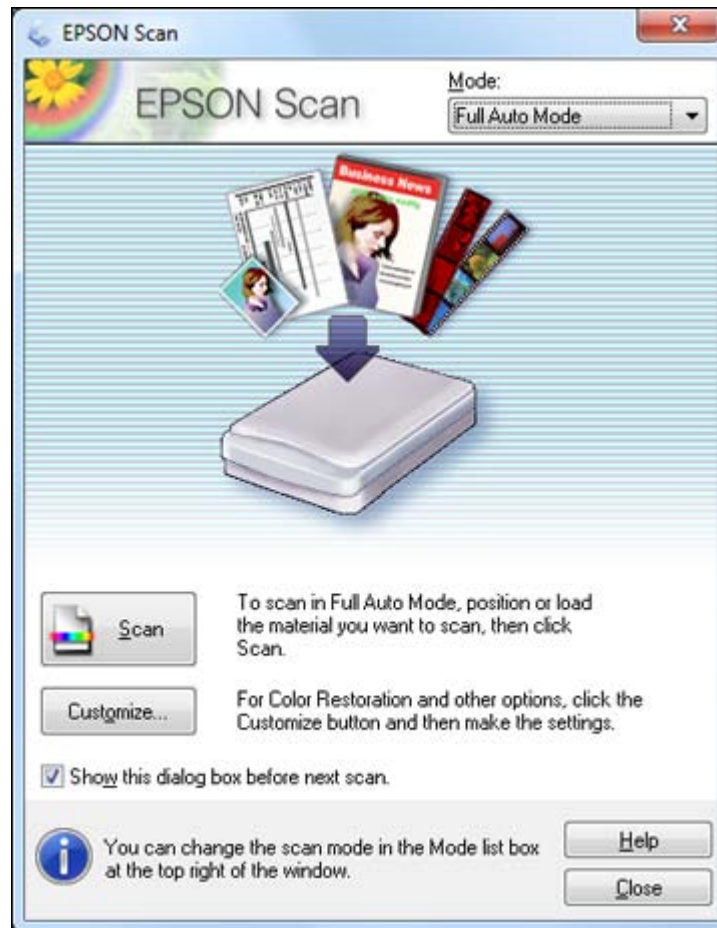 EPSON Scan
EPSON Scan
Mode:
Full Auto Mode
Business News
Scan
To scan in Full Auto Mode, position or load
the material you want to scan, then click
Scan.
Customize...
For Color Restoration and other options, click the
Customize button and then make the settings.
Show this dialog box before next scan.
You can change the scan mode in the Mode list box
at the top right of the window.
Help
Close